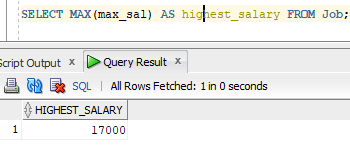 SELECT MAX(max_sal) AS highest_salary FROM Job;
Script Output × Query Result ×
SQL | All Rows Fetched: 1 in 0 seconds
HIGHEST_SALARY
1 17000